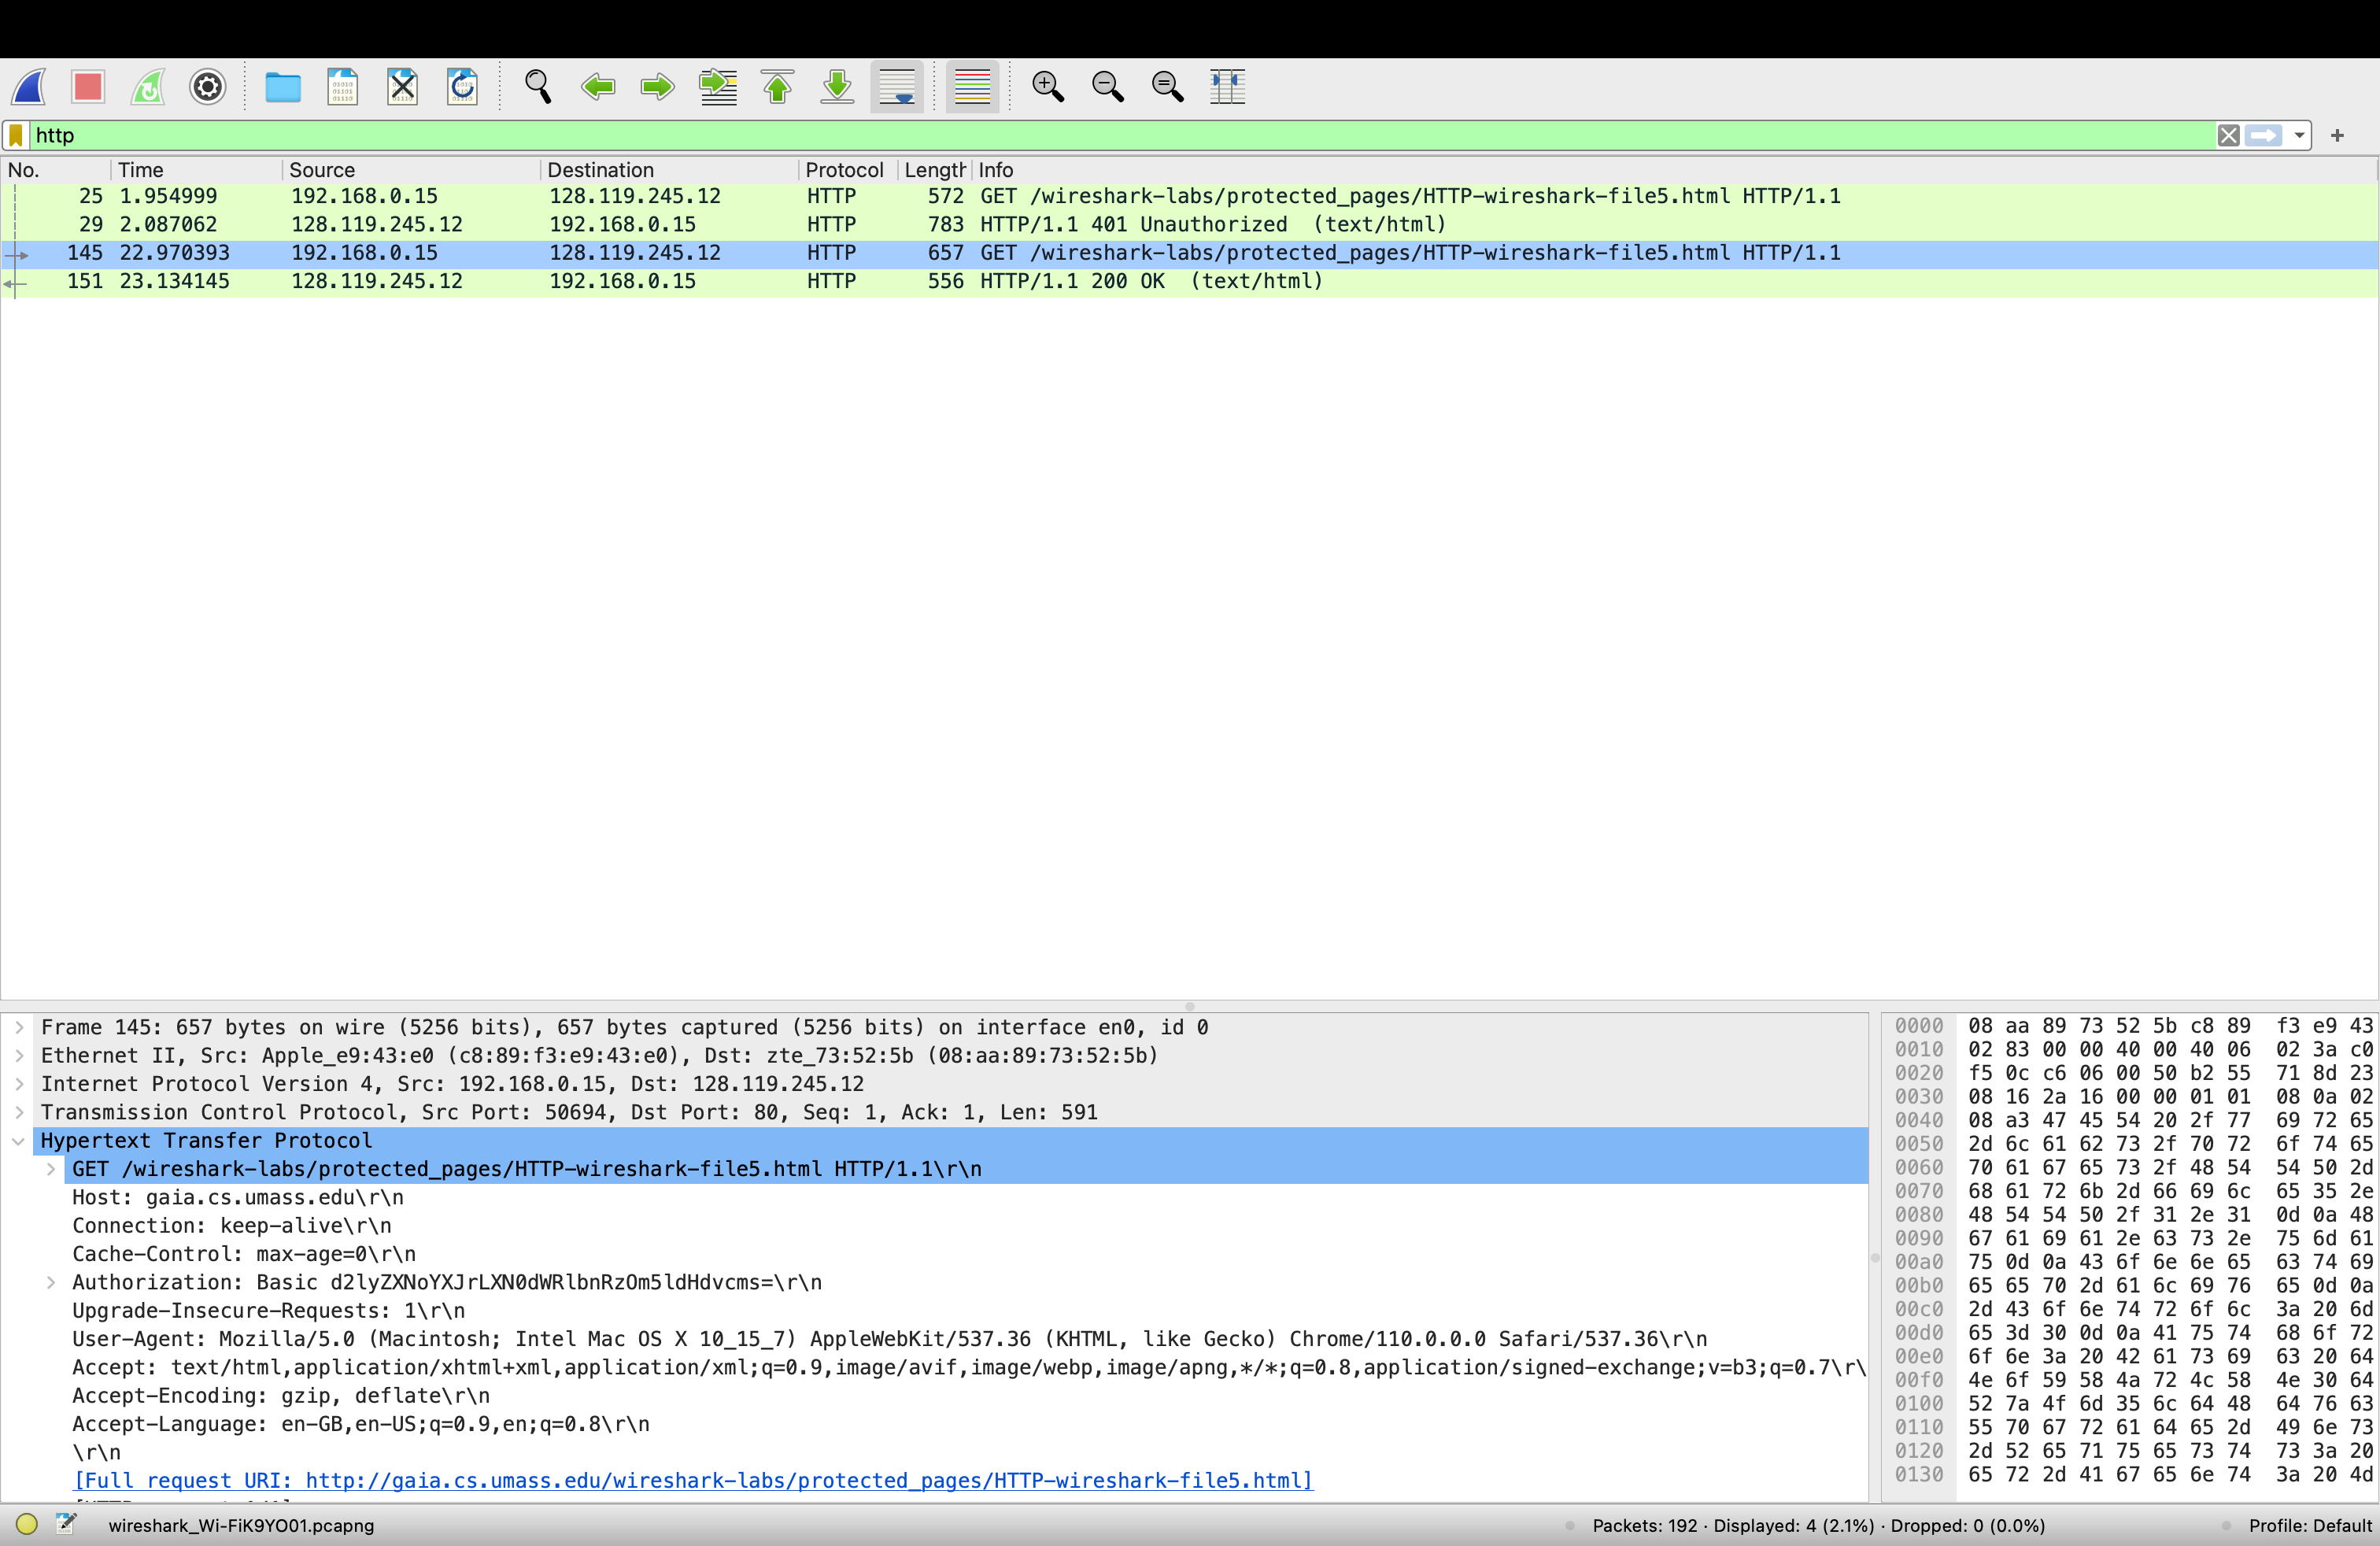 http
No. Time Source Destination Protocol Length Info
25 1.954999 192.168.0.15 128.119.245.12 HTTP 572 GET /wireshark-labs/protected_pages/HTTP-wireshark-file5.html HTTP/1.1
29 2.087062 128.119.245.12 192.168.0.15 HTTP 783 HTTP/1.1 401 Unauthorized (text/html)
145 22.970393 192.168.0.15 128.119.245.12 HTTP 657 GET /wireshark-labs/protected_pages/HTTP-wireshark-file5.html HTTP/1.1
151 23.134145 128.119.245.12 192.168.0.15 HTTP 556 HTTP/1.1 200 OK (text/html)
Frame 145: 657 bytes on wire (5256 bits), 657 bytes captured (5256 bits) on interface en0, id 0
Ethernet II, Src: Apple_e9:43:e0 (c8:89:f3:e9:43:e0), Dst: zte_73:52:5b (08:aa:89:73:52:5b)
Internet Protocol Version 4, Src: 192.168.0.15, Dst: 128.119.245.12
Transmission Control Protocol, Src Port: 50694, Dst Port: 80, Seq: 1, Ack: 1, Len: 591
Hypertext Transfer Protocol
GET /wireshark-labs/protected_pages/HTTP-wireshark-file5.html HTTP/1.1\r\n
Host: gaia.cs.umass.edu\r\n
Connection: keep-alive\r\n
Cache-Control: max-age=0\r\n
Authorization: Basic d2lyZXNoYXJrLXN0dWRlbnRzOm5ldHdvcms=\r\n
Upgrade-Insecure-Requests: 1\r\n
User-Agent: Mozilla/5.0 (Macintosh; Intel Mac OS X 10_15_7) AppleWebKit/537.36 (KHTML, like Gecko) Chrome/110.0.0.0 Safari/537.36\r\n
Accept: text/html,application/xhtml+xml,application/xml;q=0.9,image/avif,image/webp,image/apng,*/*;q=0.8,application/signed-exchange;v=b3;q=0.7\r\
Accept-Encoding: gzip, deflate\r\n
Accept-Language: en-GB,en-US;q=0.9,en;q=0.8\r\n
\r\n
[Full request URI: http://gaia.cs.umass.edu/wireshark-labs/protected_pages/HTTP-wireshark-file5.html]
0000 08 aa 89 73 52 5b c8 89 f3 e9 43
0010 02 83 00 00 40 00 40 06 02 3a c0
0020 f5 0c c6 06 00 50 b2 55 71 8d 23
0030 08 16 2a 16 00 00 01 01 08 0a 02
0040 08 a3 47 45 54 20 2f 77 69 72 65
0050 2d 6c 61 62 73 2f 70 72 6f 74 65
0060 70 61 67 65 73 2f 48 54 54 50 2d
0070 68 61 72 6b 2d 66 69 6c 65 35 2e
0080 48 54 54 50 2f 31 2e 31 0d 0a 48
0090 67 61 69 61 2e 63 73 2e 75 6d 61
00a0 75 0d 0a 43 6f 6e 6e 65 63 74 69
00b0 65 65 70 2d 61 6c 69 76 65 0d 0a
00c0 2d 43 6f 6e 74 72 6f 6c 3a 20 6d
00d0 65 3d 30 0d 0a 41 75 74 68 6f 72
00e0 6f 6e 3a 20 42 61 73 69 63 20 64
00f0 4e 6f 59 58 4a 72 4c 58 4e 30 64
0100 52 7a 4f 6d 35 6c 64 48 64 76 63
0110 55 70 67 72 61 64 65 2d 49 6e 73
0120 2d 52 65 71 75 65 73 74 73 3a 20
0130 65 72 2d 41 67 65 6e 74 3a 20 4d
wireshark_Wi-FiK9YO01.pcapng
Packets: 192 · Displayed: 4 (2.1%) · Dropped: 0 (0.0%)
Profile: Default